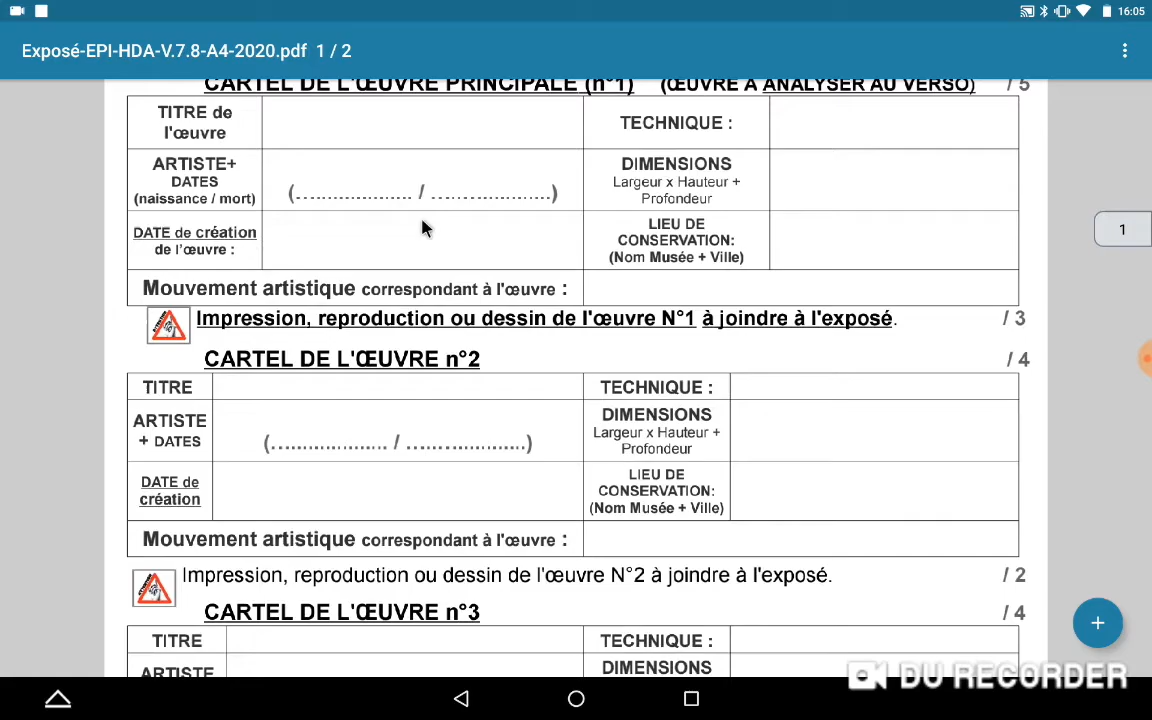 16:05
Exposé-EPI-HDA-V.7.8-A4-2020.pdf 1 / 2
CARTEL DE L'ŒUVRE PRINCIPALE (n°1) (ŒUVRE A ANALYSER AU VERSO) / 5
TITRE de
l'œuvre
TECHNIQUE :
ARTISTE+
DATES
(naissance / mort)
(..................... / .....................)
DIMENSIONS
Largeur x Hauteur +
Profondeur
DATE de création
de l'œuvre :
LIEU DE
CONSERVATION:
(Nom Musée + Ville)
Mouvement artistique correspondant à l'œuvre :
1
Impression, reproduction ou dessin de l'œuvre N°1 à joindre à l'exposé. / 3
CARTEL DE L'ŒUVRE n°2 / 4
TITRE
TECHNIQUE :
ARTISTE
+ DATES
(..................... / .....................)
DIMENSIONS
Largeur x Hauteur +
Profondeur
DATE de
création
LIEU DE
CONSERVATION:
(Nom Musée + Ville)
Mouvement artistique correspondant à l'œuvre :
Impression, reproduction ou dessin de l'œuvre N°2 à joindre à l'exposé. / 2
CARTEL DE L'ŒUVRE n°3 / 4
TITRE
TECHNIQUE :
ARTISTE
DIMENSIONS
DU RECORDER